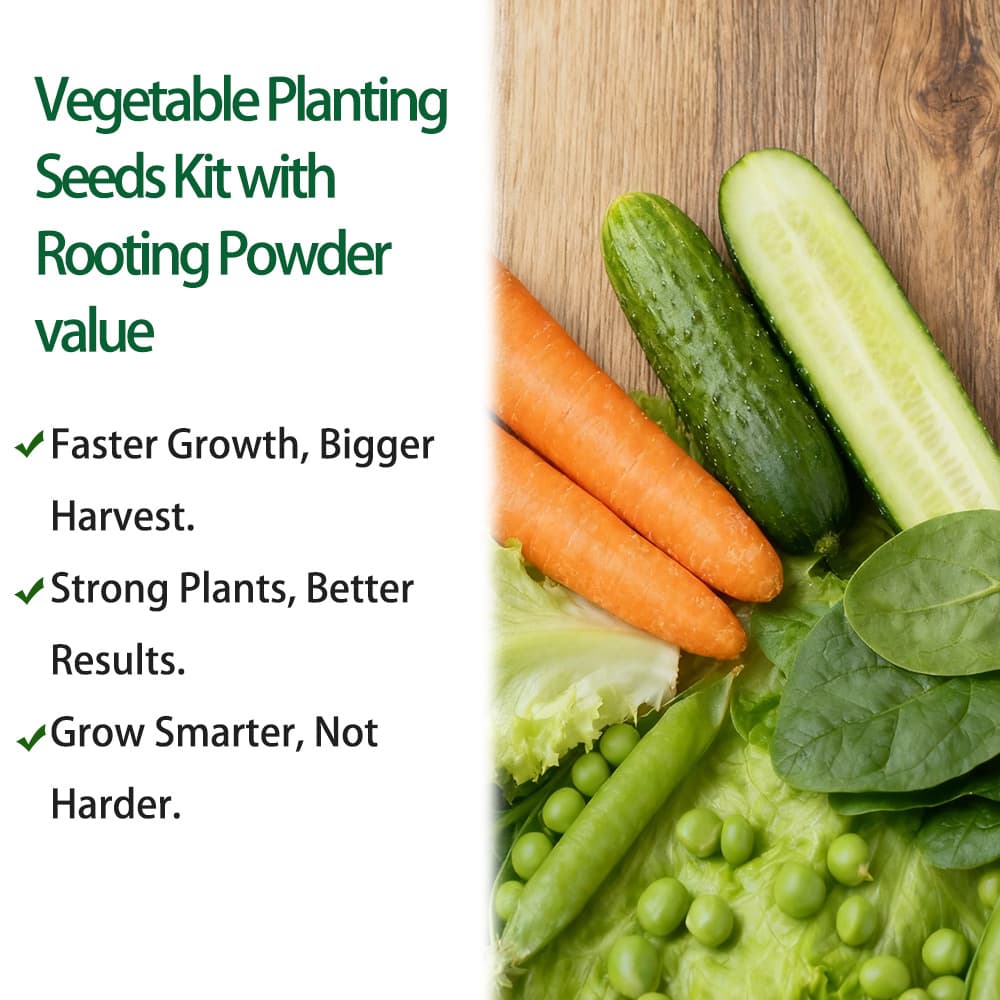 Vegetable Planting
Seeds Kit with
Rooting Powder
value
Faster Growth, Bigger
Harvest.
Strong Plants, Better
Results.
Grow Smarter, Not
Harder.